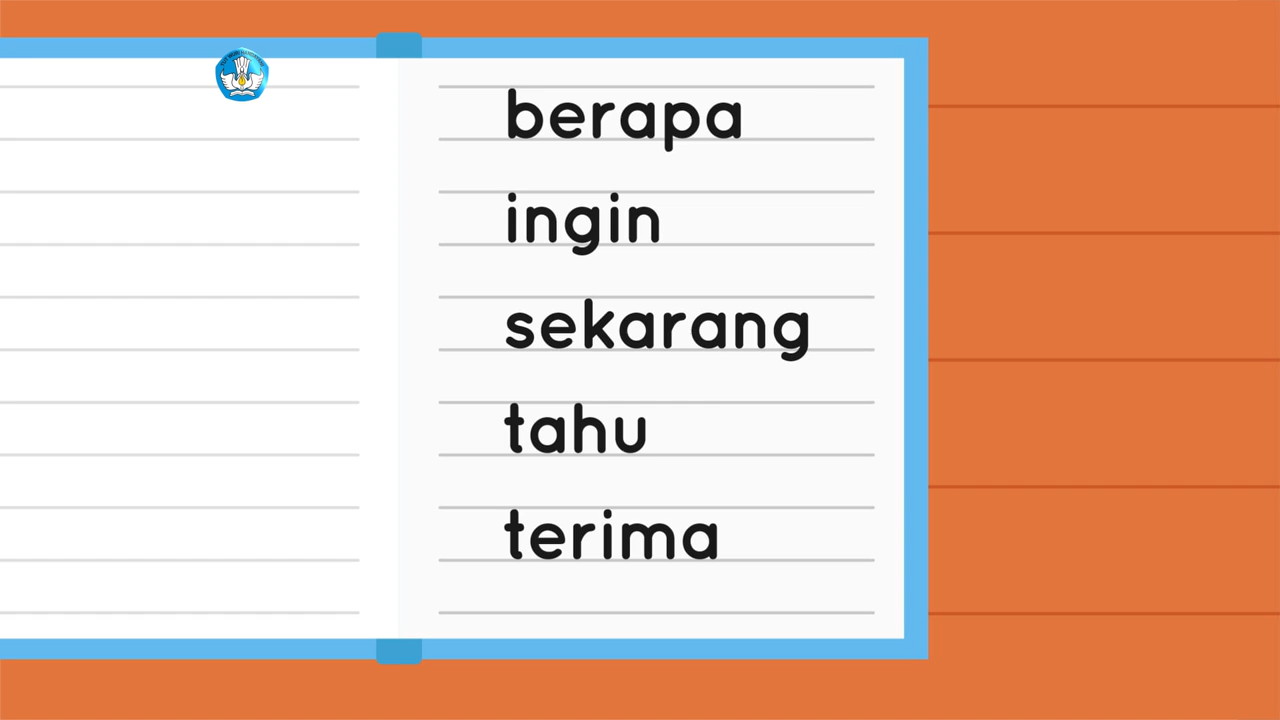 berapa
ingin
sekarang
tahu
terima